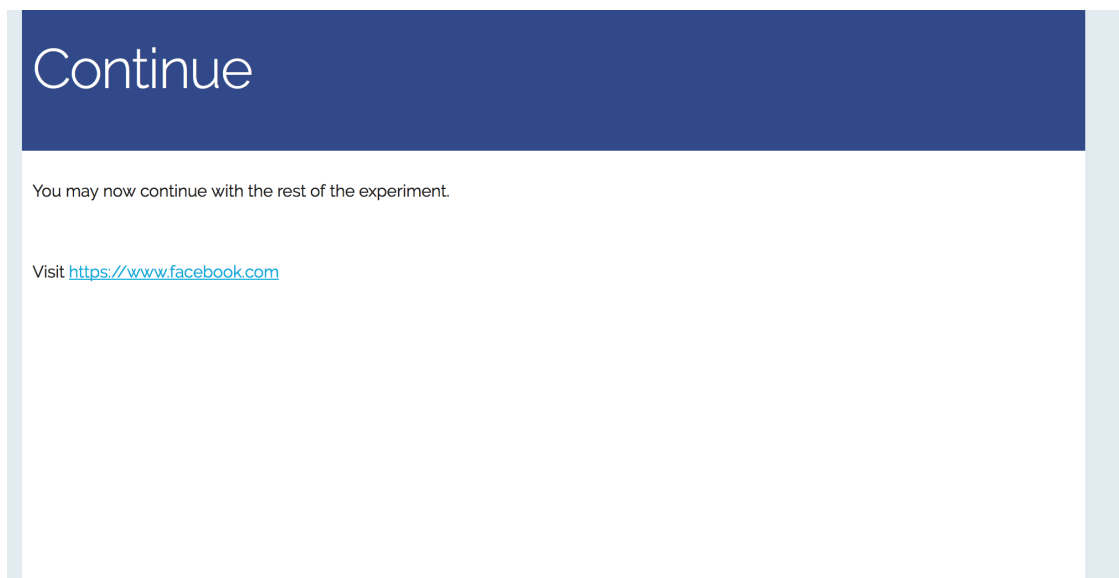 Continue
You may now continue with the rest of the experiment.
Visit https://www.facebook.com